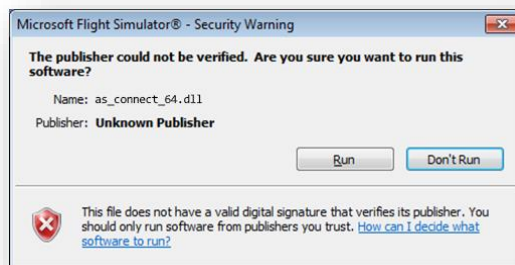 Microsoft Flight Simulator® - Security Warning
The publisher could not be verified. Are you sure you want to run this
software?
Name: as_connect_64.dll
Publisher: Unknown Publisher
Run
Don't Run
This file does not have a valid digital signature that verifies its publisher. You
should only run software from publishers you trust. How can I decide what
software to run?